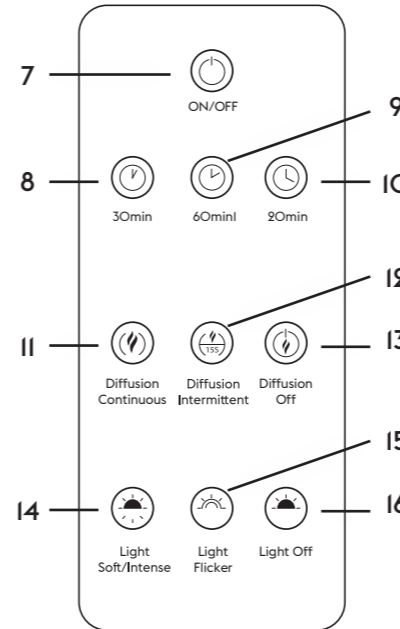 7
ON/OFF
9
8
10
30min 60minl 20min
12
11
155
13
Diffusion Diffusion Diffusion
Continuous Intermittent Off
15
14
16
Light Light Light Off
Soft/Intense Flicker